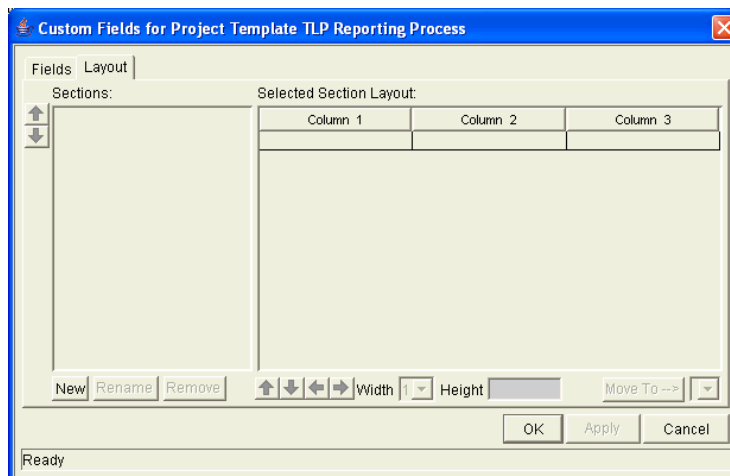 Custom Fields for Project Template TLP Reporting Process
Fields Layout
Sections: Selected Section Layout:
Column 1 Column 2 Column 3
New Rename Remove Width 1 Height Move To -->
OK Apply Cancel
Ready